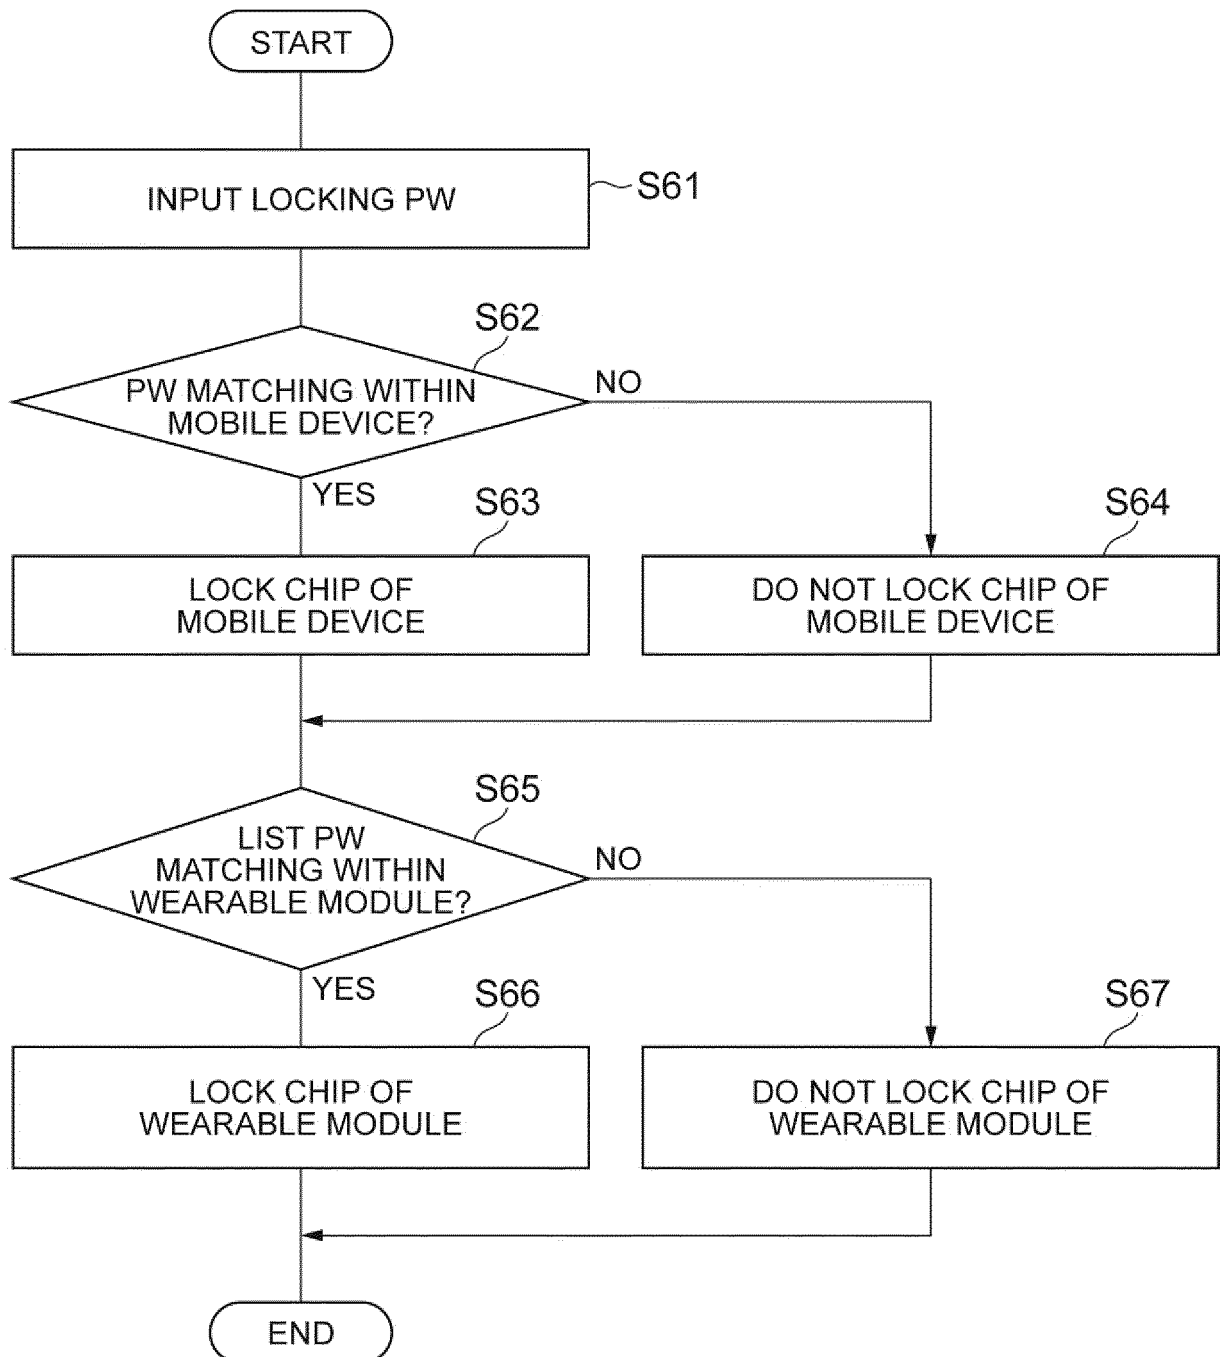 START
INPUT LOCKING PW
S61
S62
PW MATCHING WITHIN
MOBILE DEVICE?
NO
YES
S63
S64
LOCK CHIP OF
MOBILE DEVICE
DO NOT LOCK CHIP OF
MOBILE DEVICE
S65
LIST PW
MATCHING WITHIN
WEARABLE MODULE?
NO
YES
S66
S67
LOCK CHIP OF
WEARABLE MODULE
DO NOT LOCK CHIP OF
WEARABLE MODULE
END